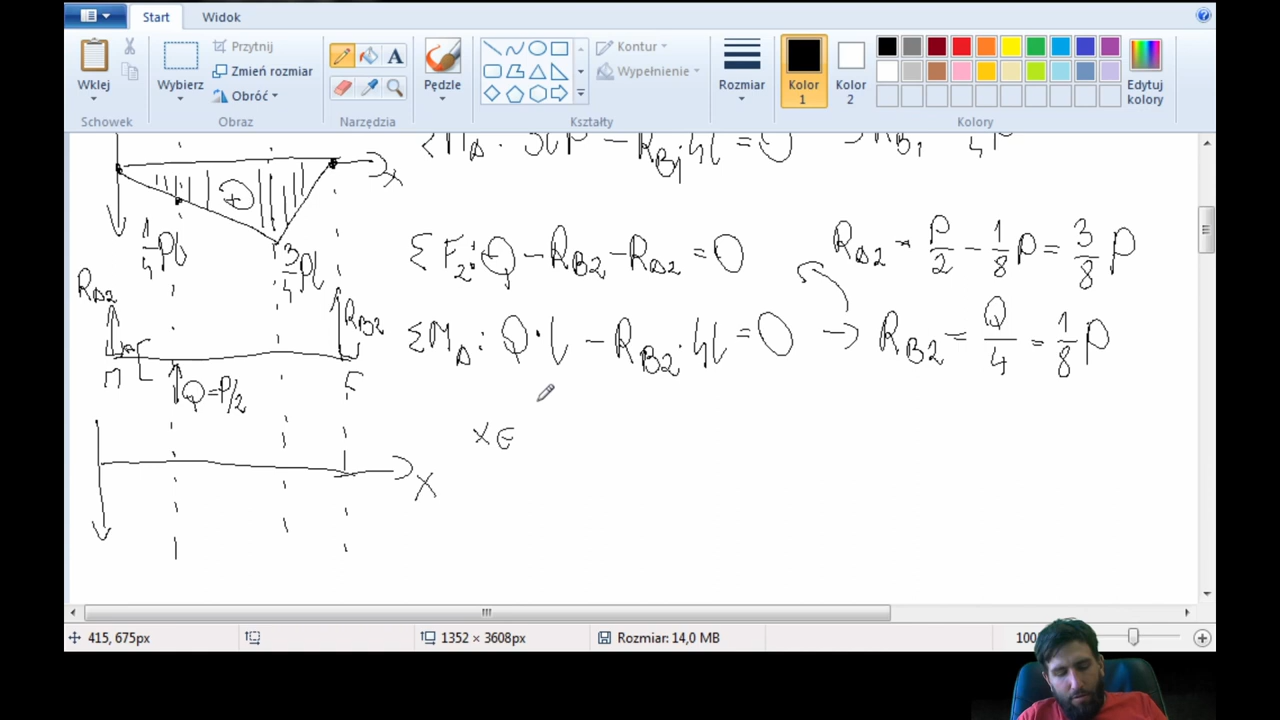 Start Widok
Wklej
Schowek
Wybierz
Przytnij
Zmień rozmiar
Obróć
Obraz
A
Narzędzia
Pędzle
Kształty
Kontur
Wypełnienie
Rozmiar
Kolor 1
Kolor 2
Edytuj kolory
Kolory
X
1/4 Pl
3/4 Pl
ΣF₂: Q − R_B2 − R_A2 = 0
R_A2 = P/2 − 1/8 P = 3/8 P
R_A2
R_B2
ΣM_A: Q · l − R_B2 · 4l = 0 → R_B2 = Q/4 = 1/8 P
Q = P/2
X ∈
X
415, 675px
1352 × 3608px
Rozmiar: 14,0 MB